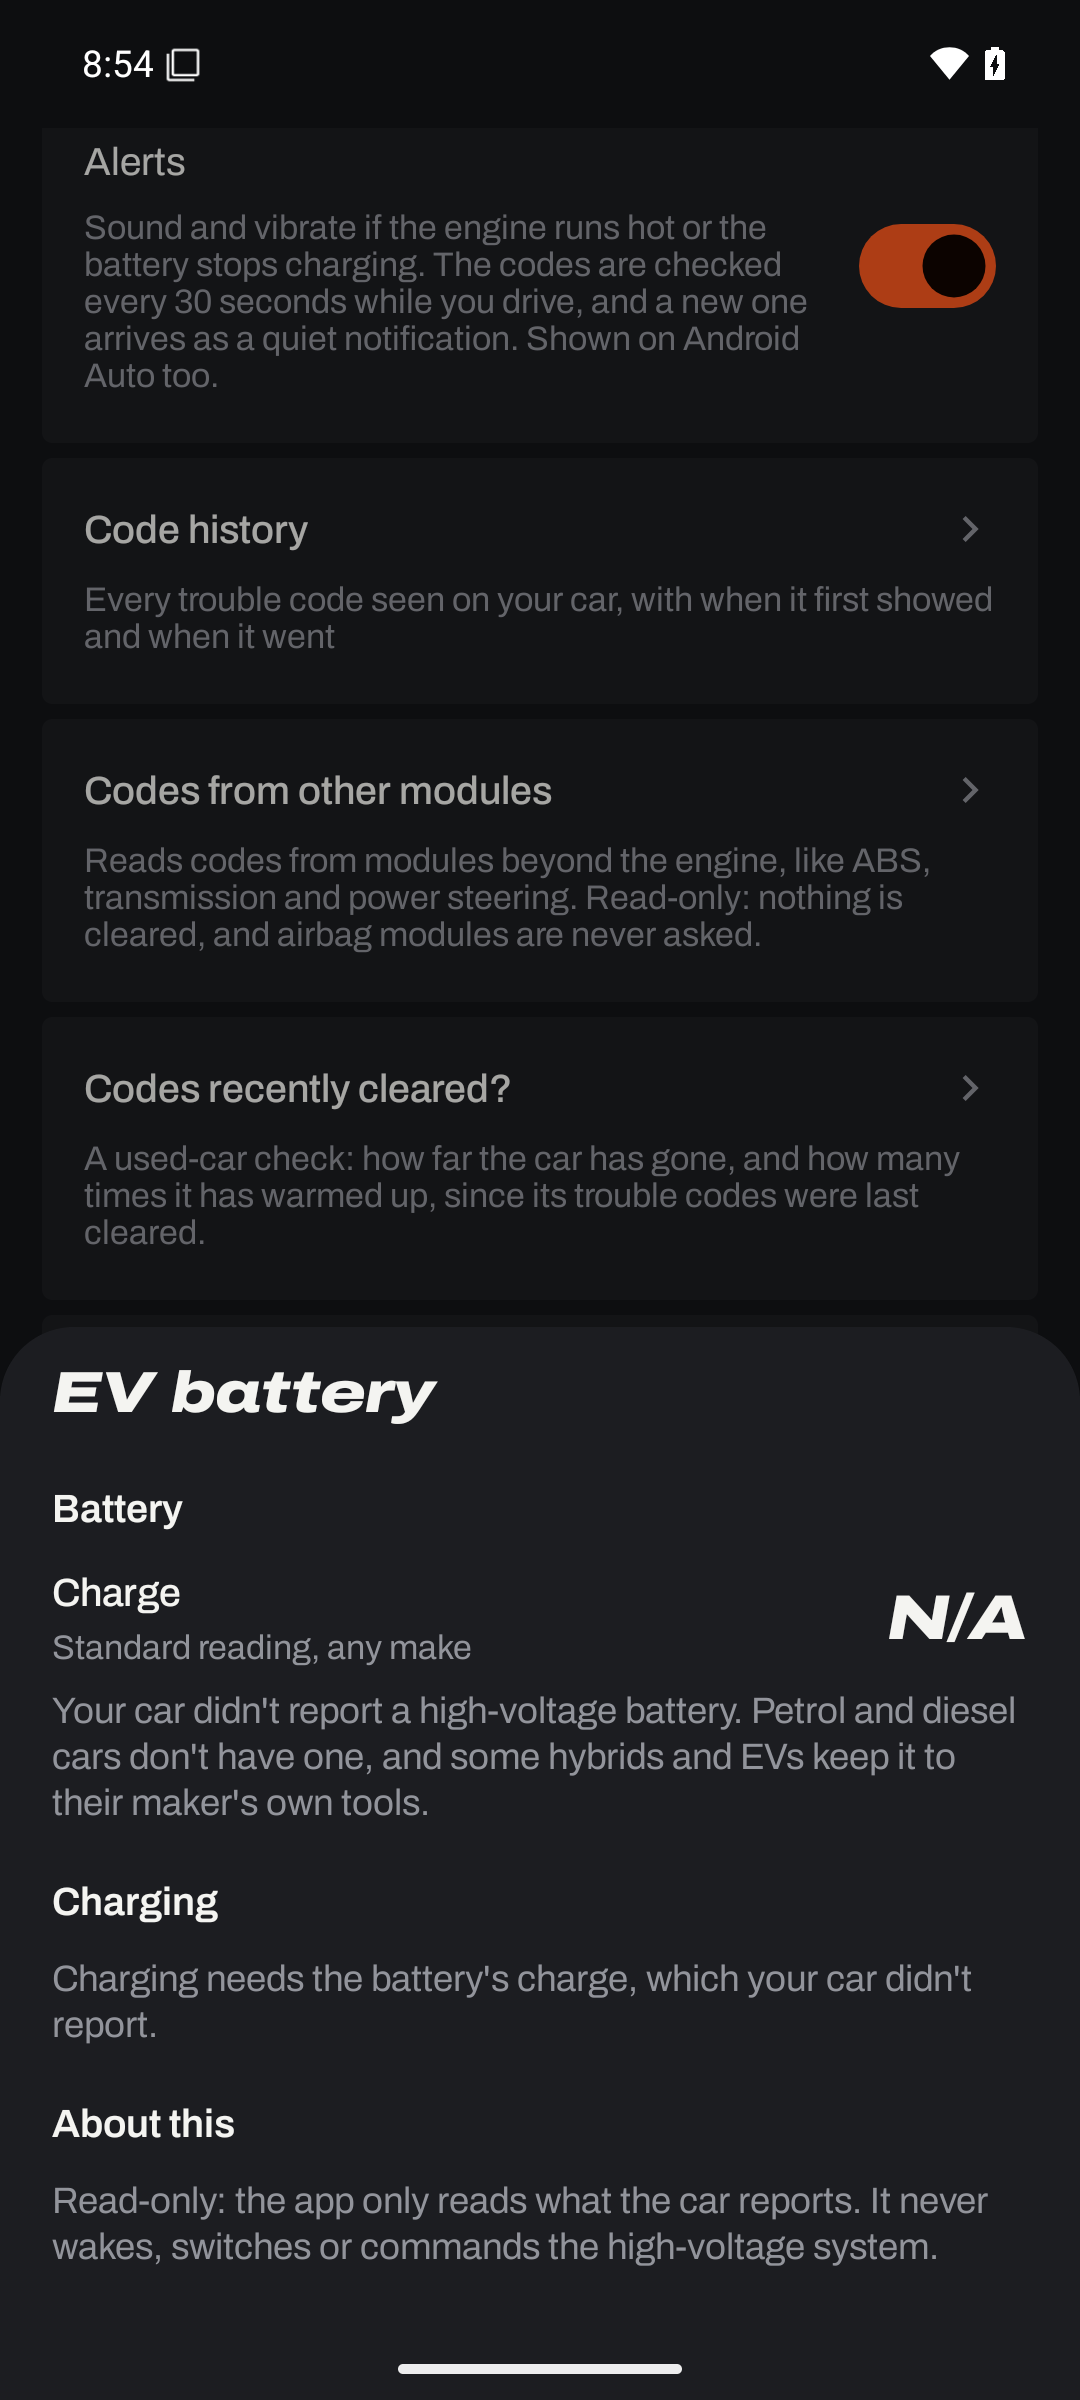 8:54
Alerts
Sound and vibrate if the engine runs hot or the
battery stops charging. The codes are checked
every 30 seconds while you drive, and a new one
arrives as a quiet notification. Shown on Android
Auto too.
Code history
Every trouble code seen on your car, with when it first showed
and when it went
Codes from other modules
Reads codes from modules beyond the engine, like ABS,
transmission and power steering. Read-only: nothing is
cleared, and airbag modules are never asked.
Codes recently cleared?
A used-car check: how far the car has gone, and how many
times it has warmed up, since its trouble codes were last
cleared.
EV battery
Battery
Charge
Standard reading, any make
N/A
Your car didn't report a high-voltage battery. Petrol and diesel
cars don't have one, and some hybrids and EVs keep it to
their maker's own tools.
Charging
Charging needs the battery's charge, which your car didn't
report.
About this
Read-only: the app only reads what the car reports. It never
wakes, switches or commands the high-voltage system.